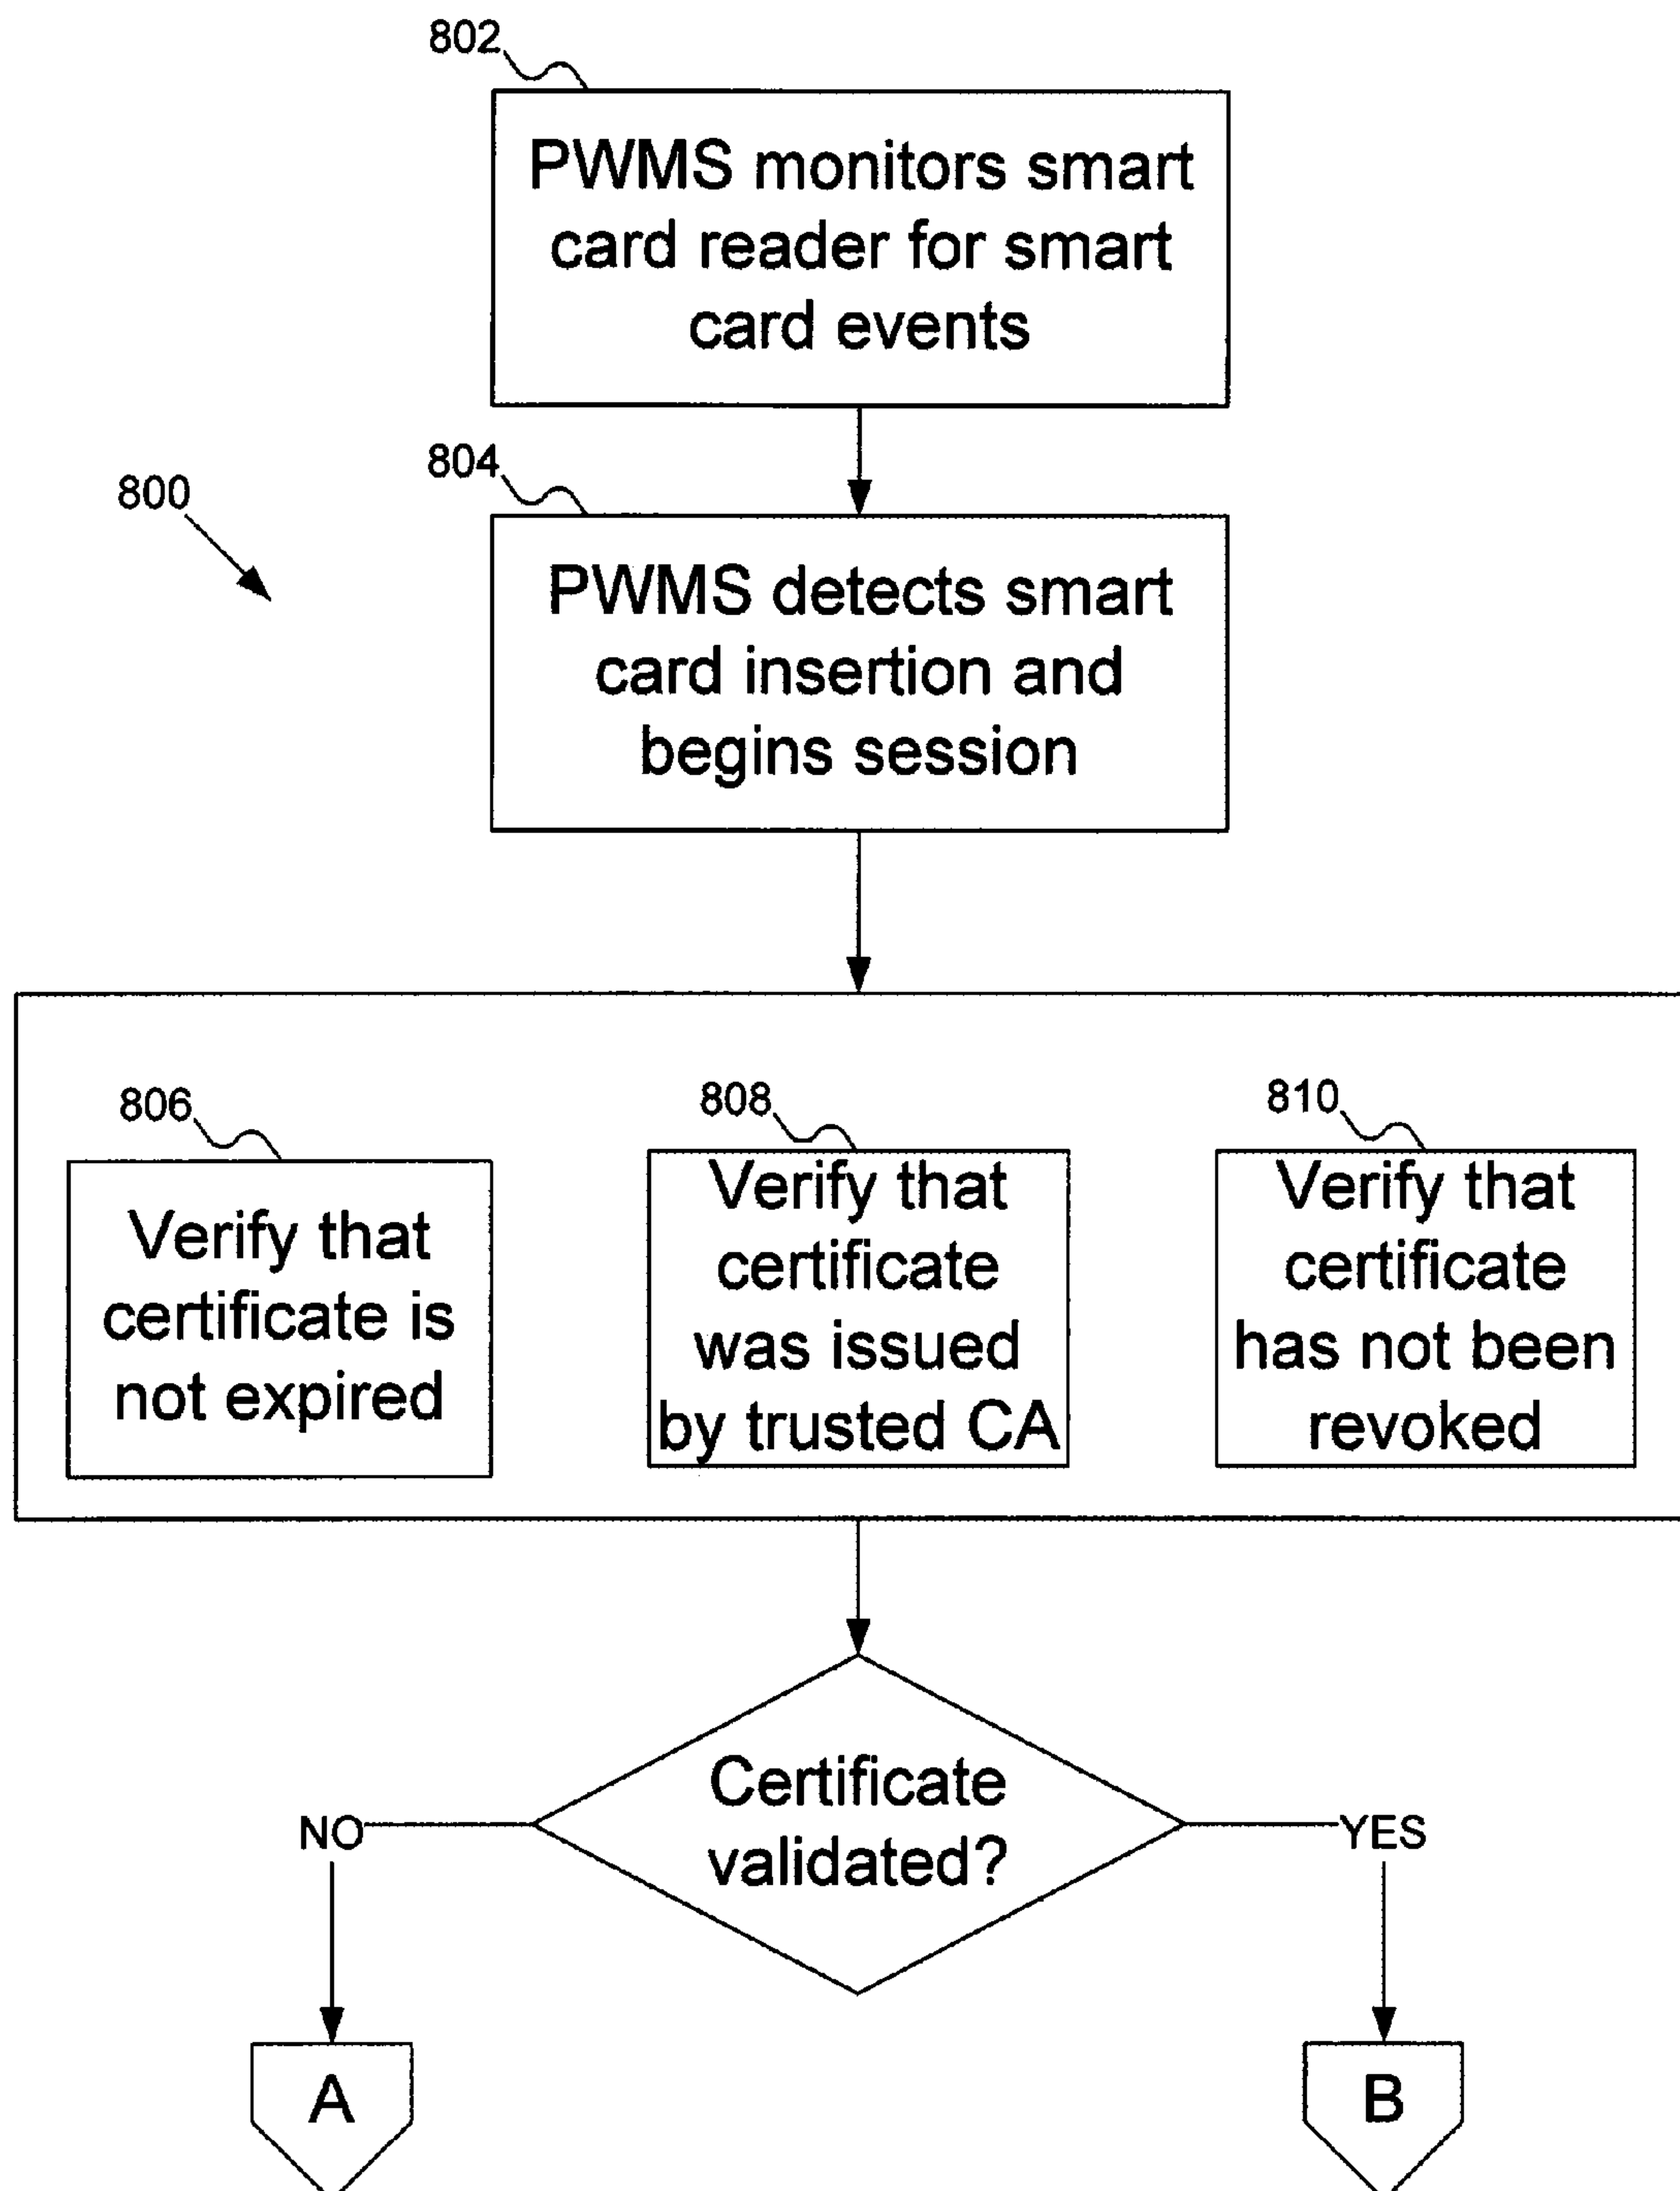 802
PWMS monitors smart
card reader for smart
card events
804
800
PWMS detects smart
card insertion and
begins session
806
Verify that
certificate is
not expired
808
Verify that
certificate
was issued
by trusted CA
810
Verify that
certificate
has not been
revoked
Certificate
validated?
NO
YES
A
B